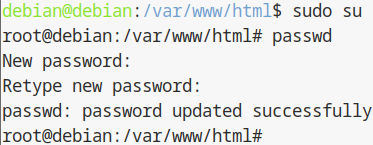 debian@debian:/var/www/html$ sudo su
root@debian:/var/www/html# passwd
New password:
Retype new password:
passwd: password updated successfully
root@debian:/var/www/html#